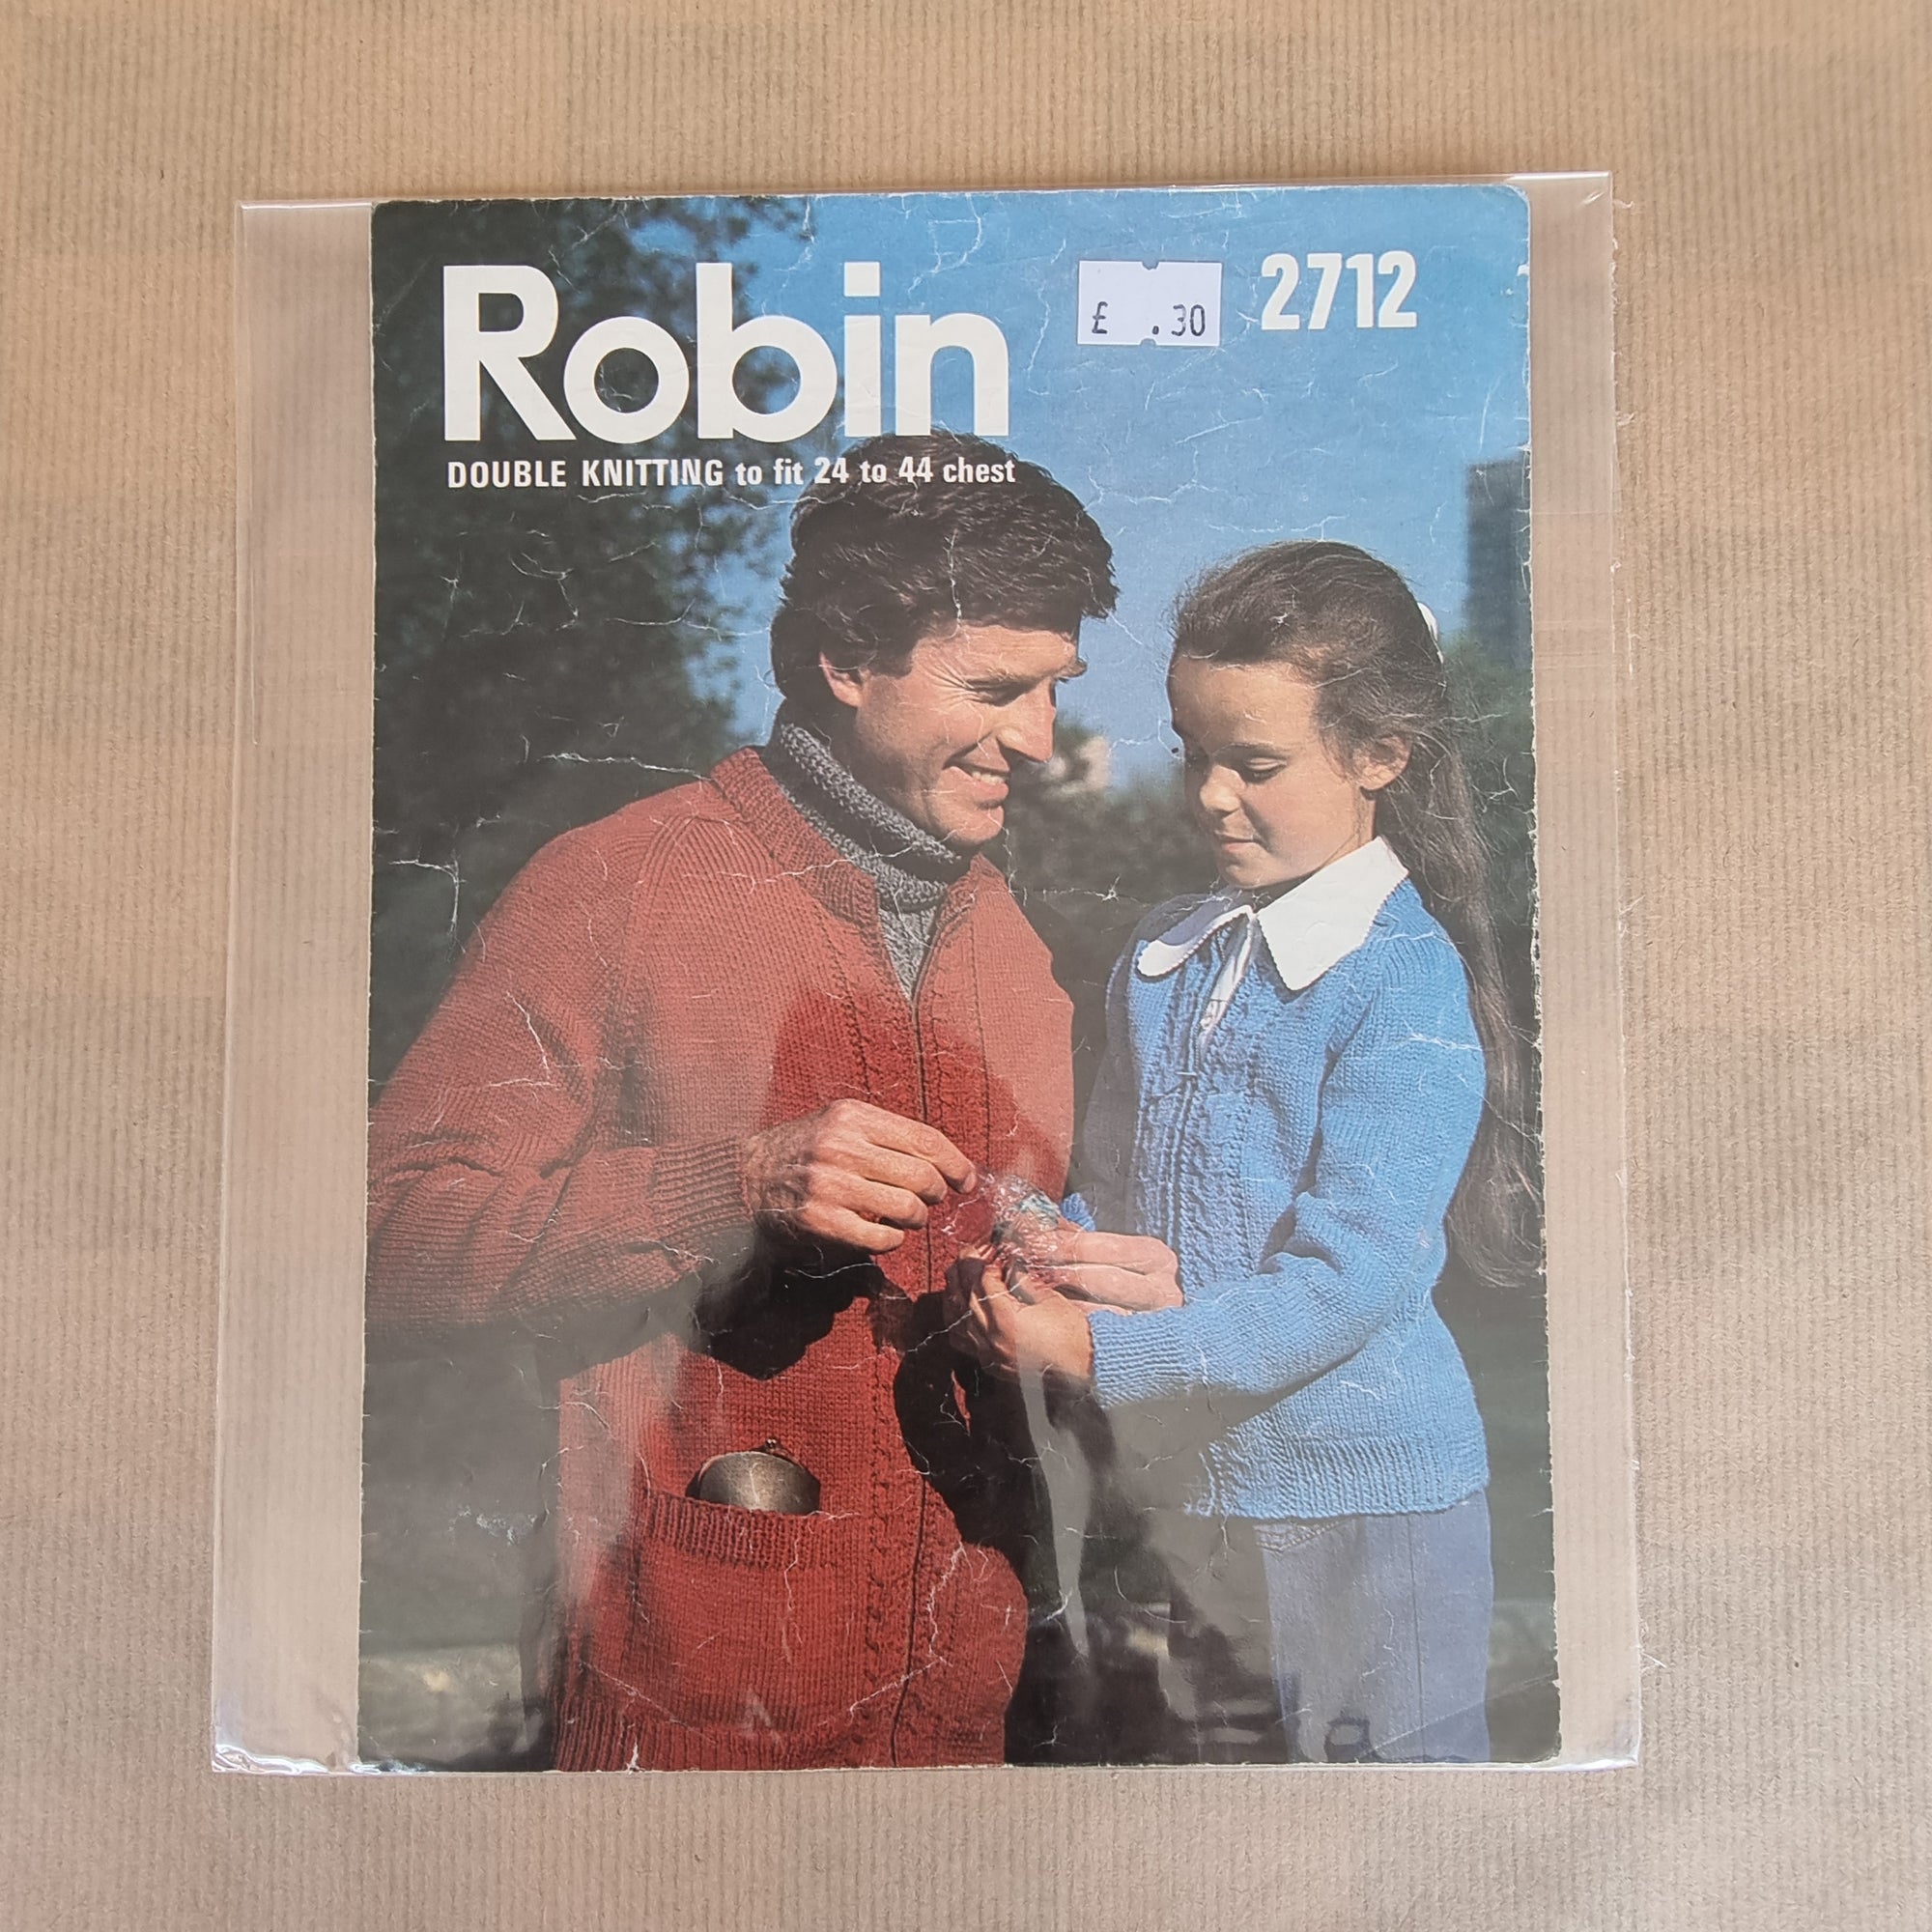 Robin
£ .30
2712
DOUBLE KNITTING to fit 24 to 44 chest